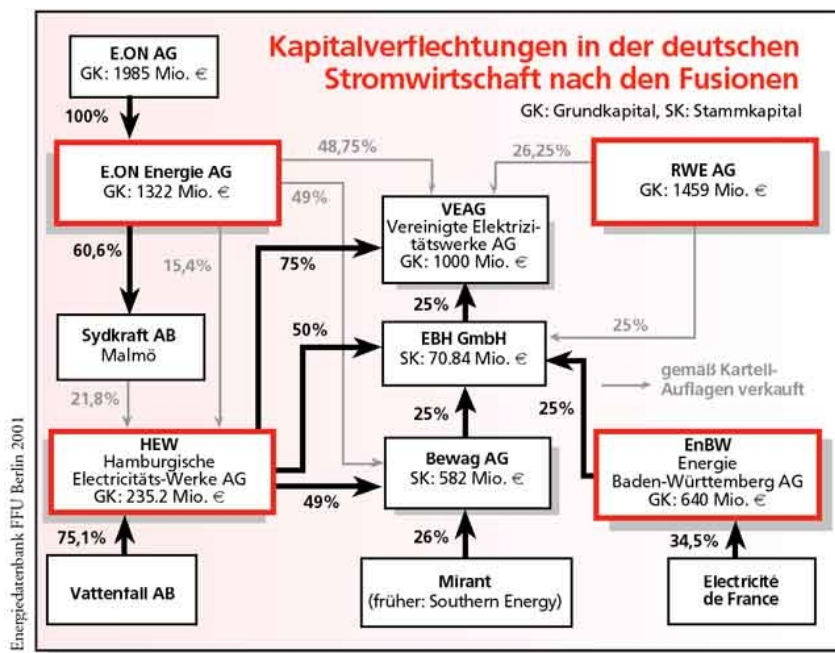 Kapitalverflechtungen in der deutschen
Stromwirtschaft nach den Fusionen
GK: Grundkapital, SK: Stammkapital
E.ON AG
GK: 1985 Mio. €
100%
E.ON Energie AG
GK: 1322 Mio. €
48,75%
49%
26,25%
RWE AG
GK: 1459 Mio. €
VEAG
Vereinigte Elektrizi-
tätswerke AG
GK: 1000 Mio. €
60,6%
15,4%
75%
25%
Sydkraft AB
Malmö
50%
EBH GmbH
SK: 70.84 Mio. €
25%
gemäß Kartell-
Auflagen verkauft
21,8%
25%
25%
HEW
Hamburgische
Electricitäts-Werke AG
GK: 235.2 Mio. €
Bewag AG
SK: 582 Mio. €
EnBW
Energie
Baden-Württemberg AG
GK: 640 Mio. €
49%
75,1%
26%
34,5%
Vattenfall AB
Mirant
(früher: Southern Energy)
Electricité
de France
Energiedatenbank FFU Berlin 2001